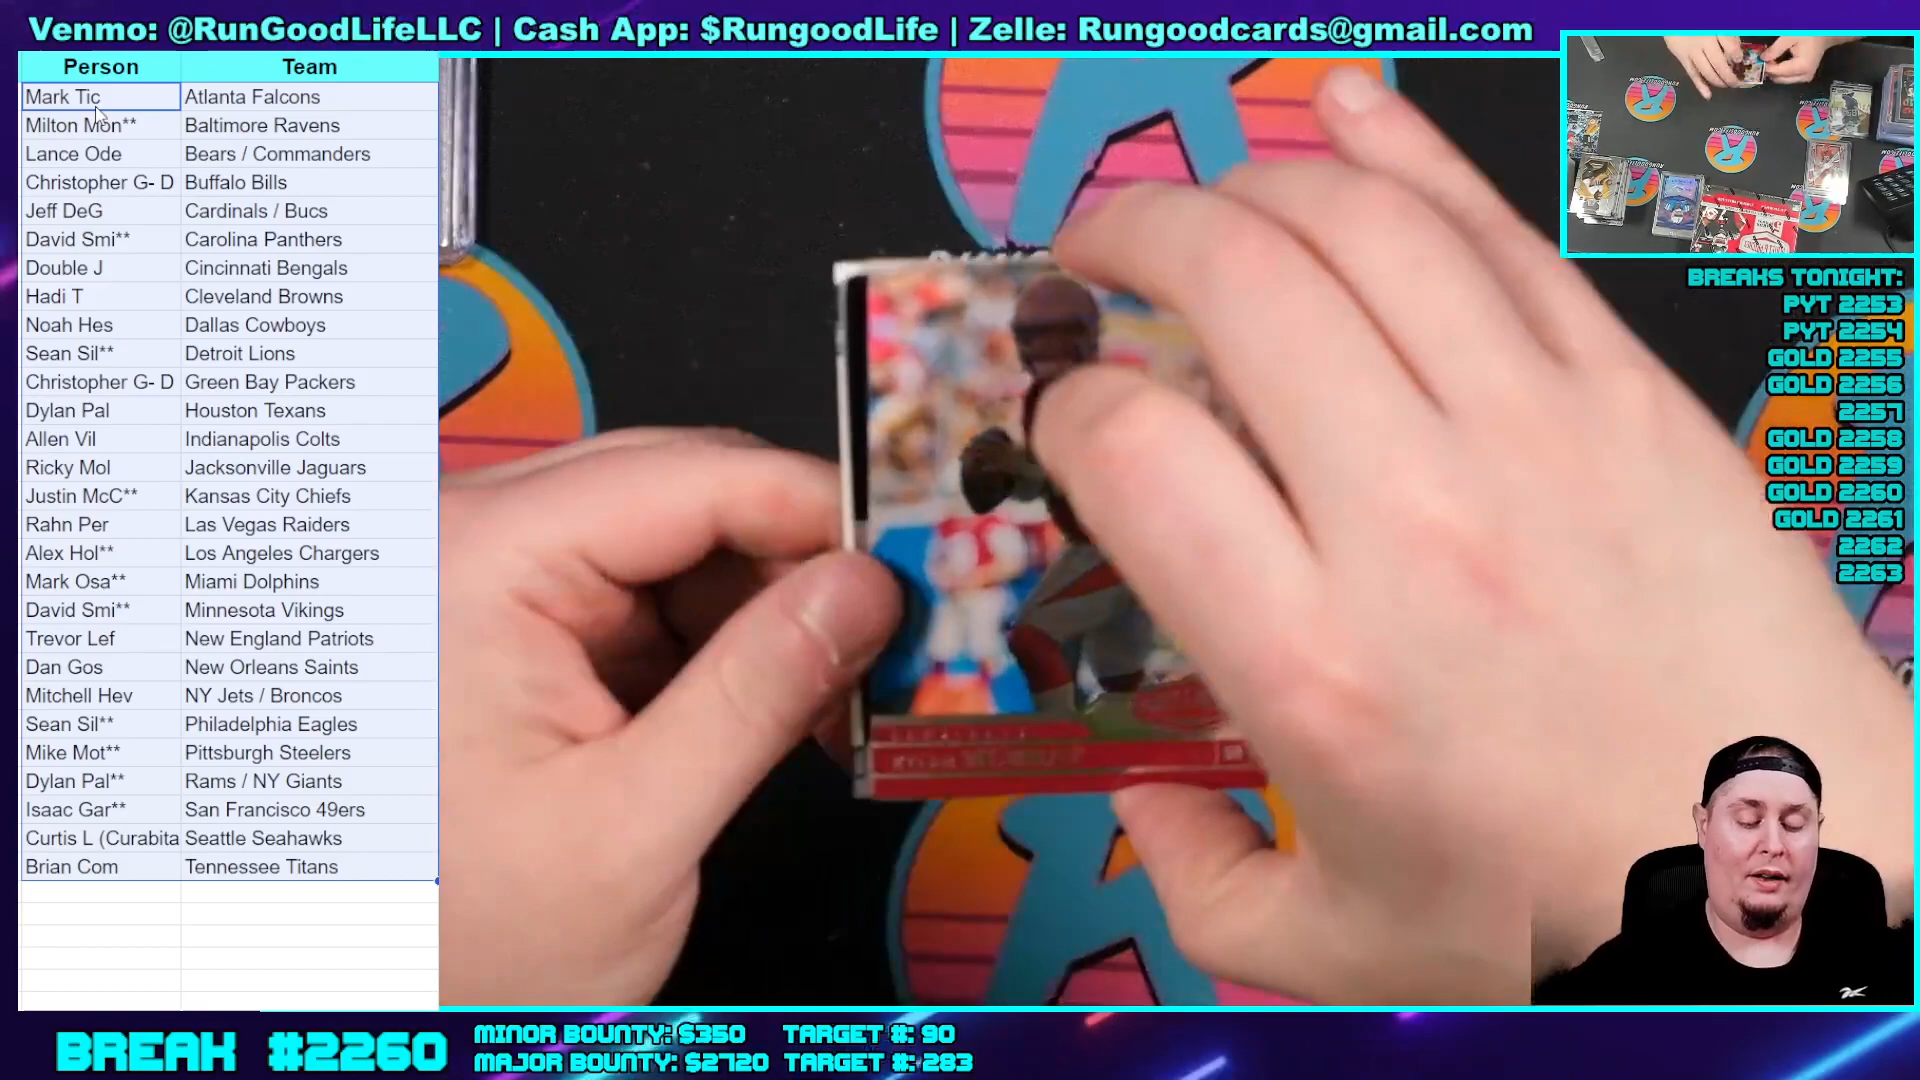 Venmo: @RunGoodLifeLLC | Cash App: $RungoodLife | Zelle: Rungoodcards@gmail.com
Person Team
Mark Tic Atlanta Falcons
Milton Mon** Baltimore Ravens
Lance Ode Bears / Commanders
Christopher G- D Buffalo Bills
Jeff DeG Cardinals / Bucs
David Smi** Carolina Panthers
Double J Cincinnati Bengals
Hadi T Cleveland Browns
Noah Hes Dallas Cowboys
Sean Sil** Detroit Lions
Christopher G- D Green Bay Packers
Dylan Pal Houston Texans
Allen Vil Indianapolis Colts
Ricky Mol Jacksonville Jaguars
Justin McC** Kansas City Chiefs
Rahn Per Las Vegas Raiders
Alex Hol** Los Angeles Chargers
Mark Osa** Miami Dolphins
David Smi** Minnesota Vikings
Trevor Lef New England Patriots
Dan Gos New Orleans Saints
Mitchell Hev NY Jets / Broncos
Sean Sil** Philadelphia Eagles
Mike Mot** Pittsburgh Steelers
Dylan Pal** Rams / NY Giants
Isaac Gar** San Francisco 49ers
Curtis L (Curabita Seattle Seahawks
Brian Com Tennessee Titans
BREAKS TONIGHT:
PYT 2253
PYT 2254
GOLD 2255
GOLD 2256
2257
GOLD 2258
GOLD 2259
GOLD 2260
GOLD 2261
2262
2263
BREAK #2260
MINOR BOUNTY: $350 TARGET #: 90
MAJOR BOUNTY: $2720 TARGET #: 283